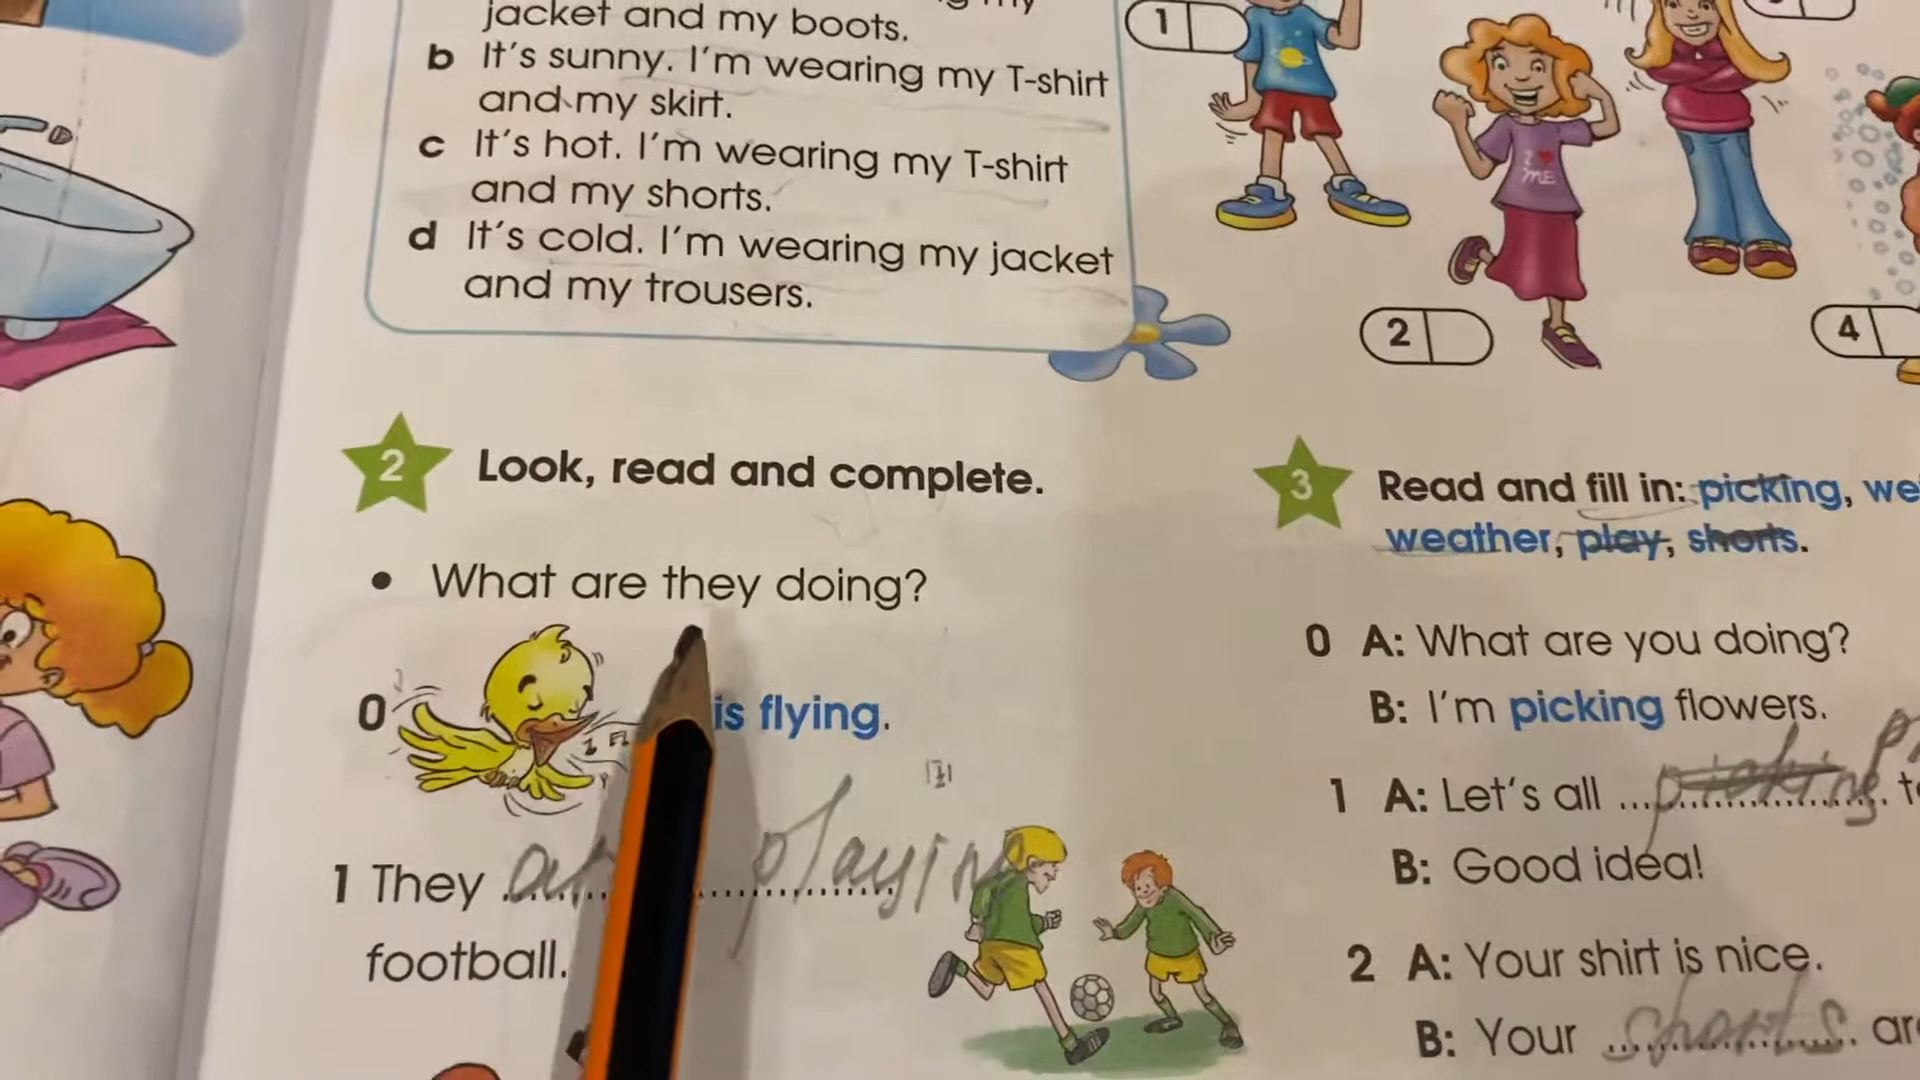 jacket and my boots.
b It's sunny. I'm wearing my T-shirt
and my skirt.
c It's hot. I'm wearing my T-shirt
and my shorts.
d It's cold. I'm wearing my jacket
and my trousers.
1
I ♥ ME
2
4
2 Look, read and complete.
• What are they doing?
0 is flying.
1 They playing
football.
3 Read and fill in: picking, we
weather, play, shorts.
0 A: What are you doing?
B: I'm picking flowers.
1 A: Let's all picking
B: Good idea!
2 A: Your shirt is nice.
B: Your shorts